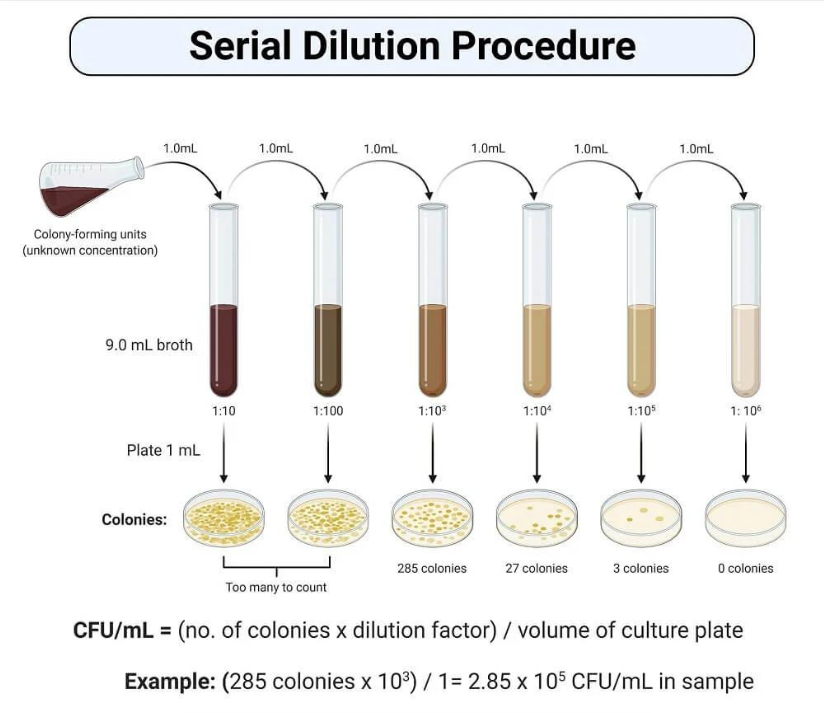 Serial Dilution Procedure
1.0mL
1.0mL
1.0mL
1.0mL
1.0mL
1.0mL
Colony-forming units
(unknown concentration)
9.0 mL broth
1:10
1:100
1:10³
1:10⁴
1:10⁵
1: 10⁶
Plate 1 mL
Colonies:
285 colonies
27 colonies
3 colonies
0 colonies
Too many to count
CFU/mL = (no. of colonies x dilution factor) / volume of culture plate
Example: (285 colonies x 10³) / 1= 2.85 x 10⁵ CFU/mL in sample